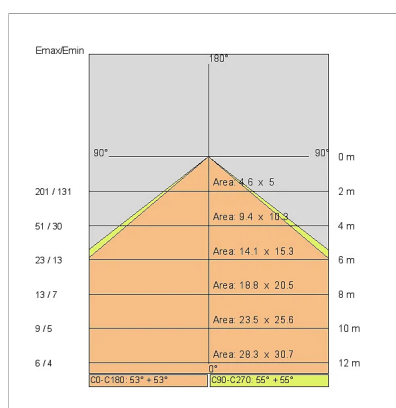 Emax/Emin
180°
90° 90° 0 m
201 / 131 Area: 4.6 x 5 2 m
51 / 30 Area: 9.4 x 10.3 4 m
23 / 13 Area: 14.1 x 15.3 6 m
13 / 7 Area: 18.8 x 20.5 8 m
9 / 5 Area: 23.5 x 25.6 10 m
6 / 4 Area: 28.3 x 30.7 12 m
0°
C0-C180: 53° + 53° C90-C270: 55° + 55°